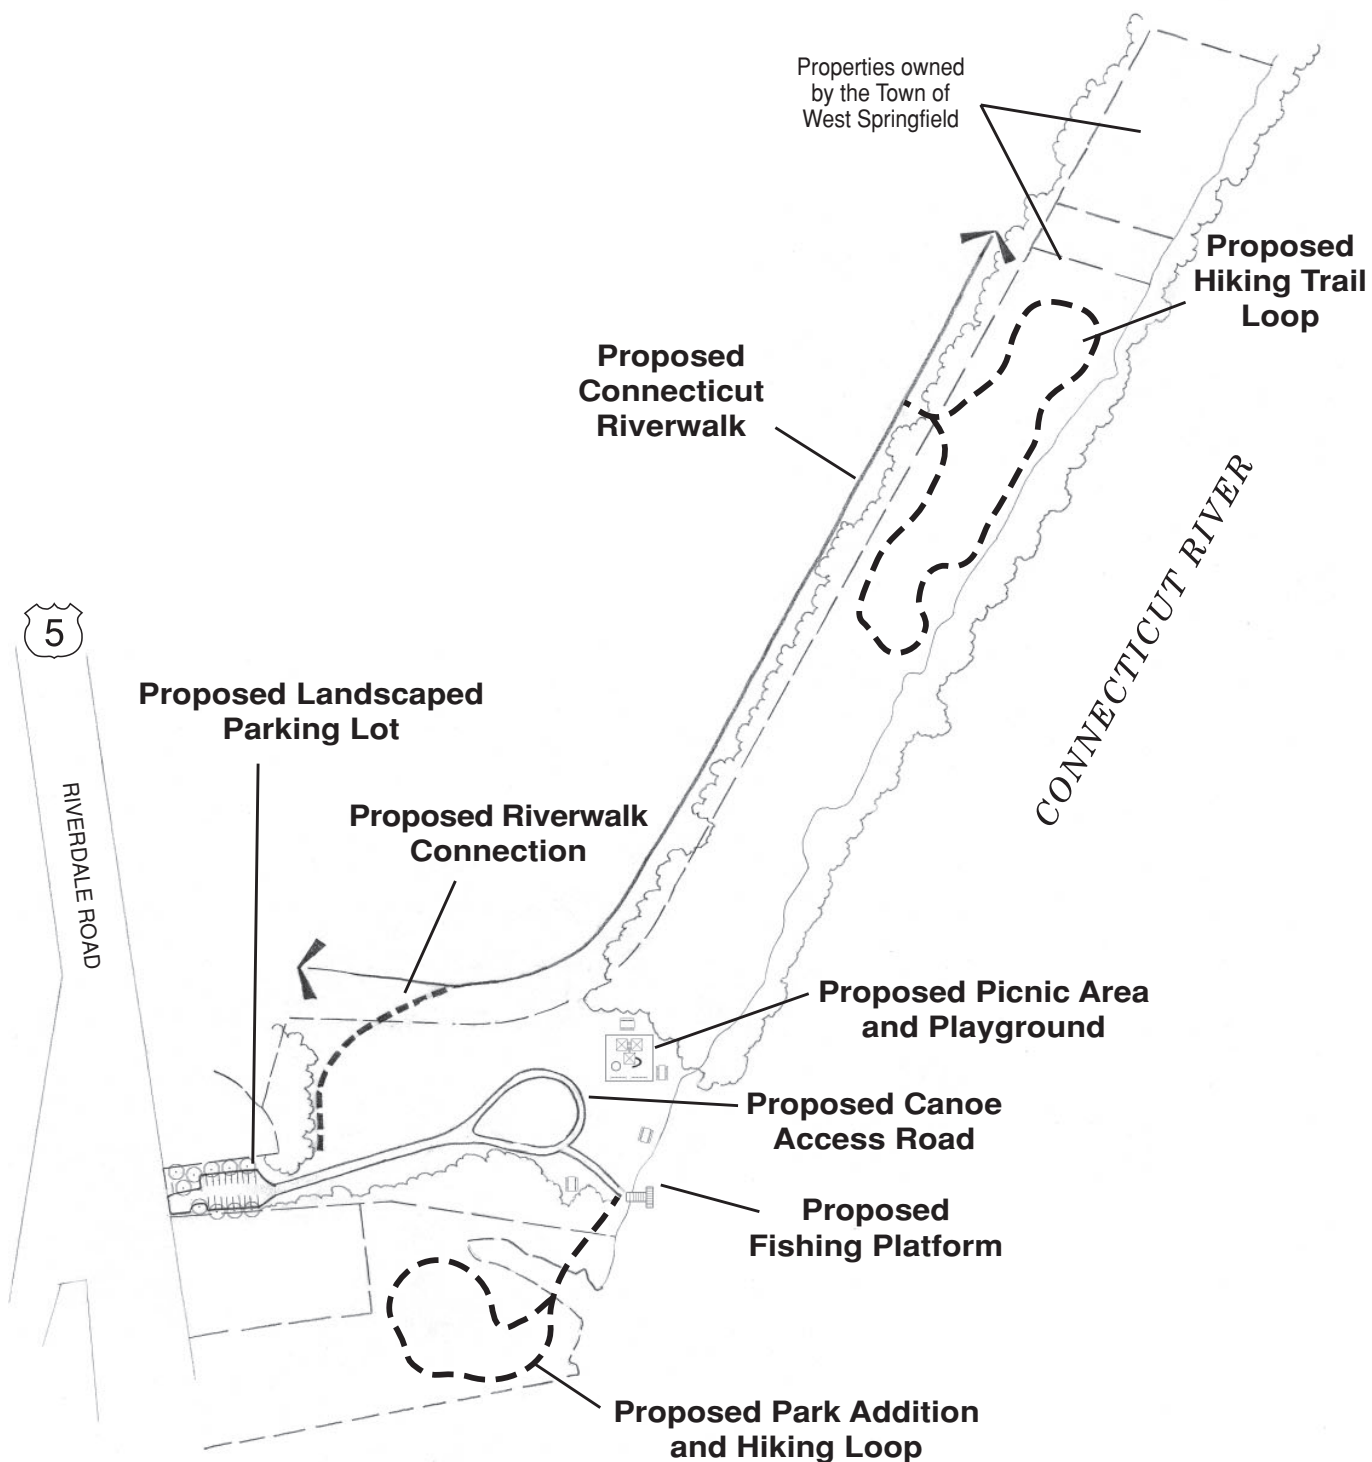 Properties owned
by the Town of
West Springfield
Proposed
Hiking Trail
Loop
Proposed
Connecticut
Riverwalk
CONNECTICUT RIVER
5
Proposed Landscaped
Parking Lot
RIVERDALE ROAD
Proposed Riverwalk
Connection
Proposed Picnic Area
and Playground
Proposed Canoe
Access Road
Proposed
Fishing Platform
Proposed Park Addition
and Hiking Loop